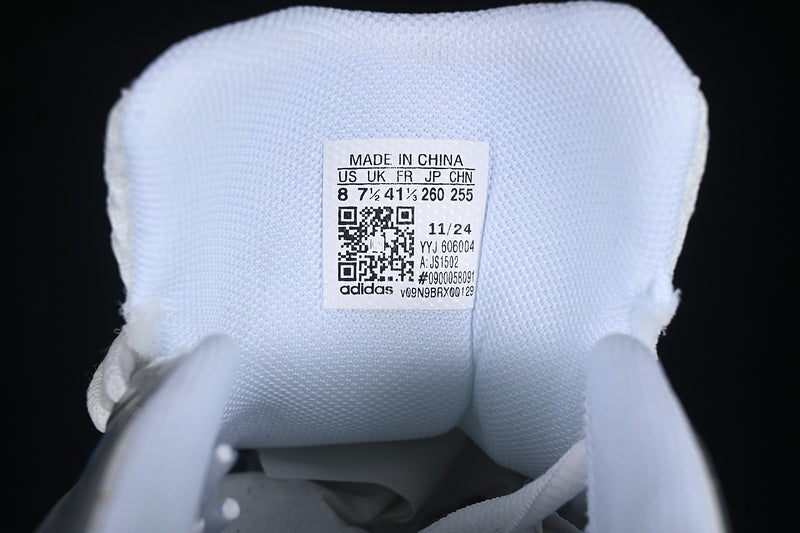 MADE IN CHINA
US UK FR JP CHN
8 7½ 41⅓ 260 255
11/24
YYJ 606004
A: JS1502
#0900058091
adidas v09N9BRX00129